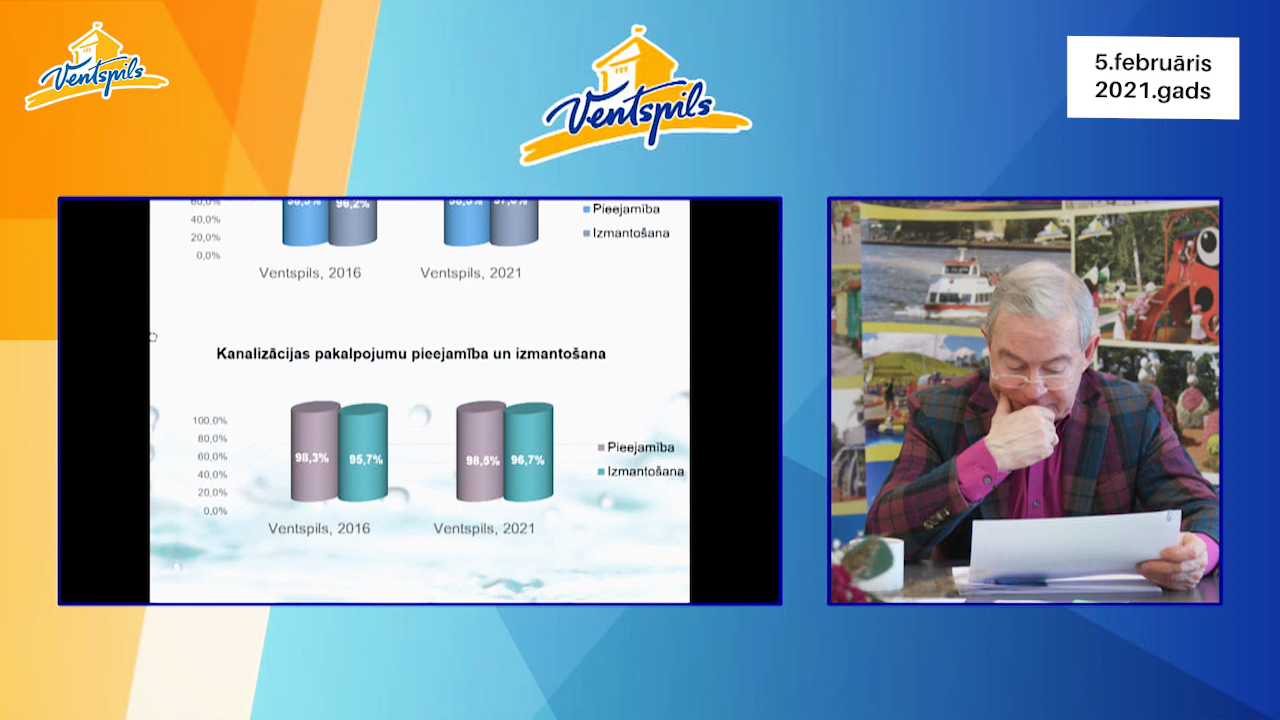 Ventspils
Ventspils
5.februāris
2021.gads
60,0%
40,0%
20,0%
0,0%
96,2%
Pieejamība
Izmantošana
Ventspils, 2016
Ventspils, 2021
Kanalizācijas pakalpojumu pieejamība un izmantošana
100,0%
80,0%
60,0%
40,0%
20,0%
0,0%
98,3%
95,7%
98,5%
96,7%
Pieejamība
Izmantošana
Ventspils, 2016
Ventspils, 2021